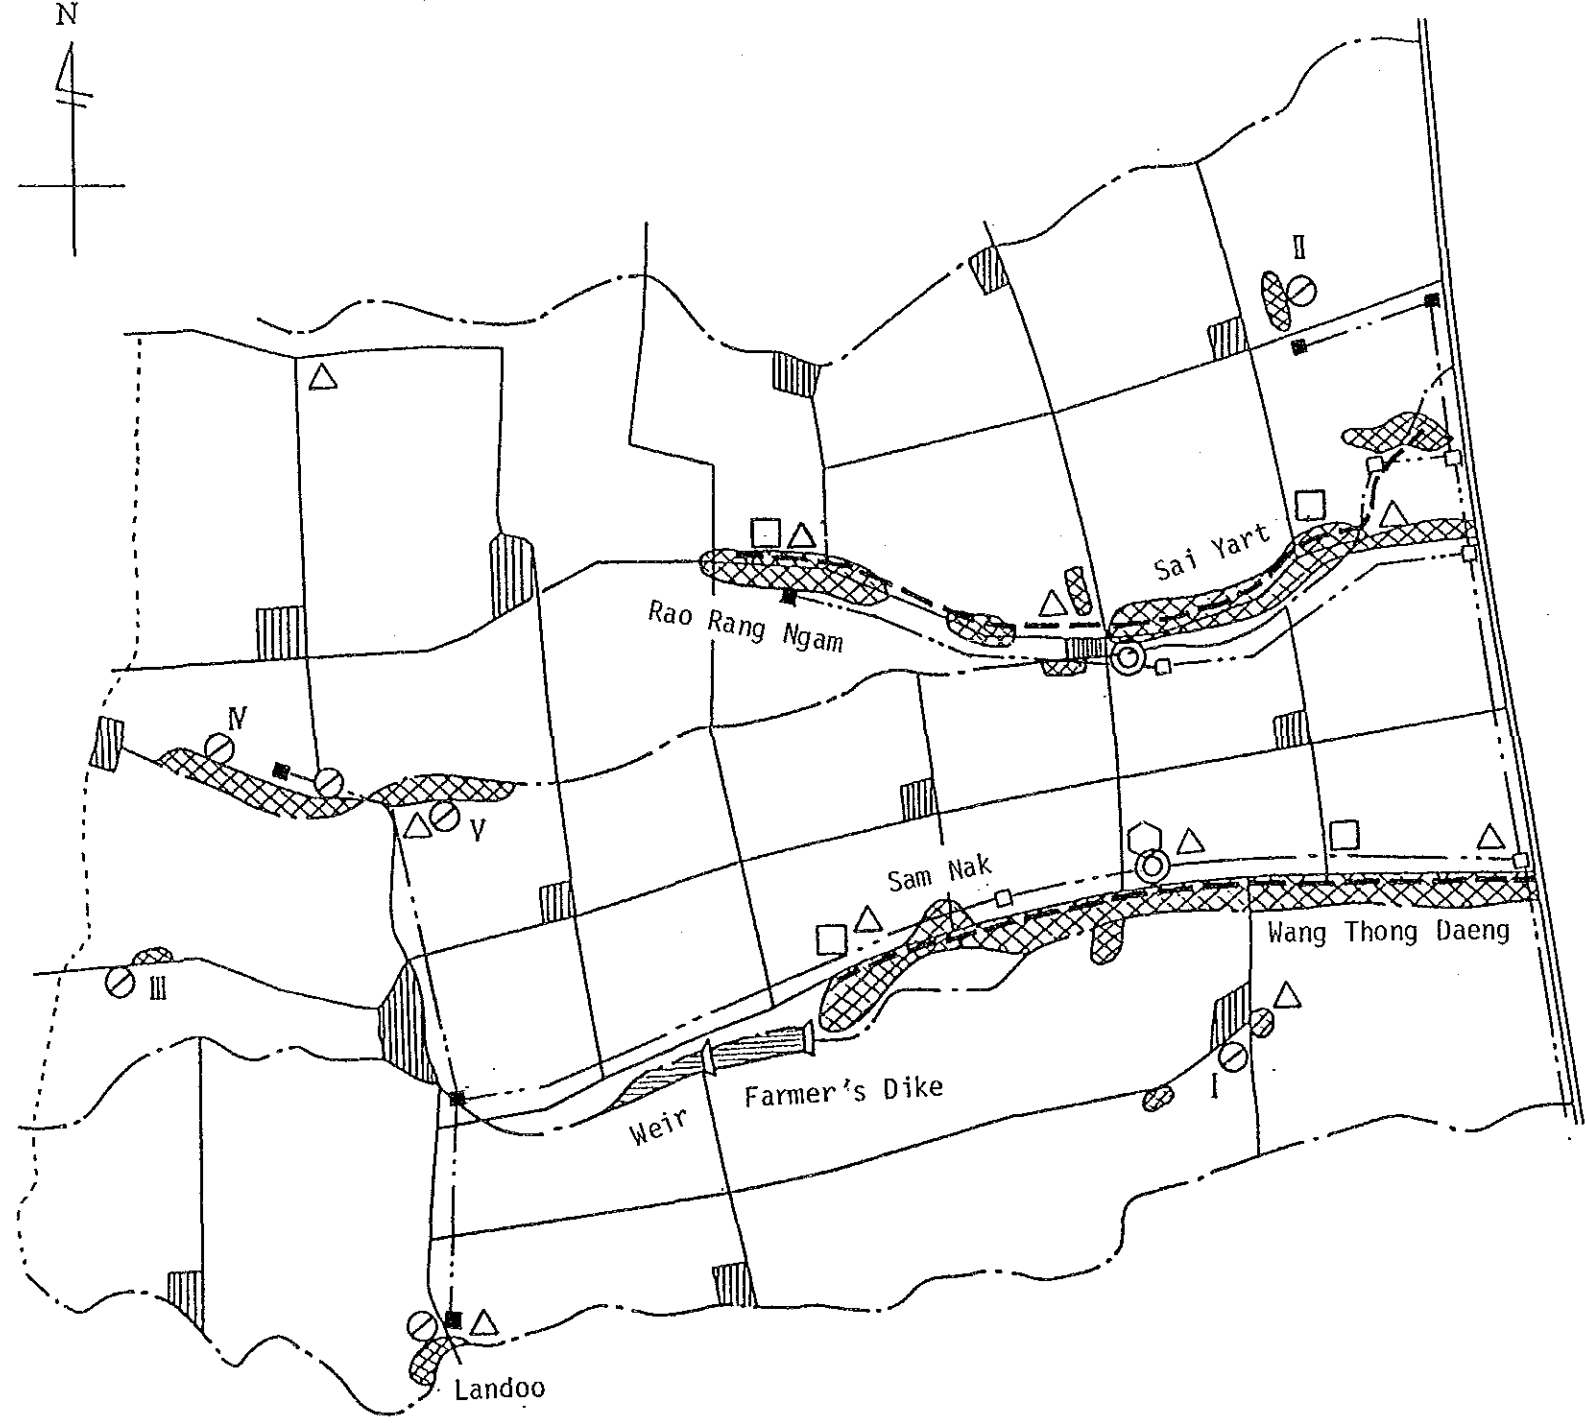 N
II
Sai Yart
Rao Rang Ngam
IV
V
Sam Nak
Wang Thong Daeng
III
I
Farmer's Dike
Weir
Landoo